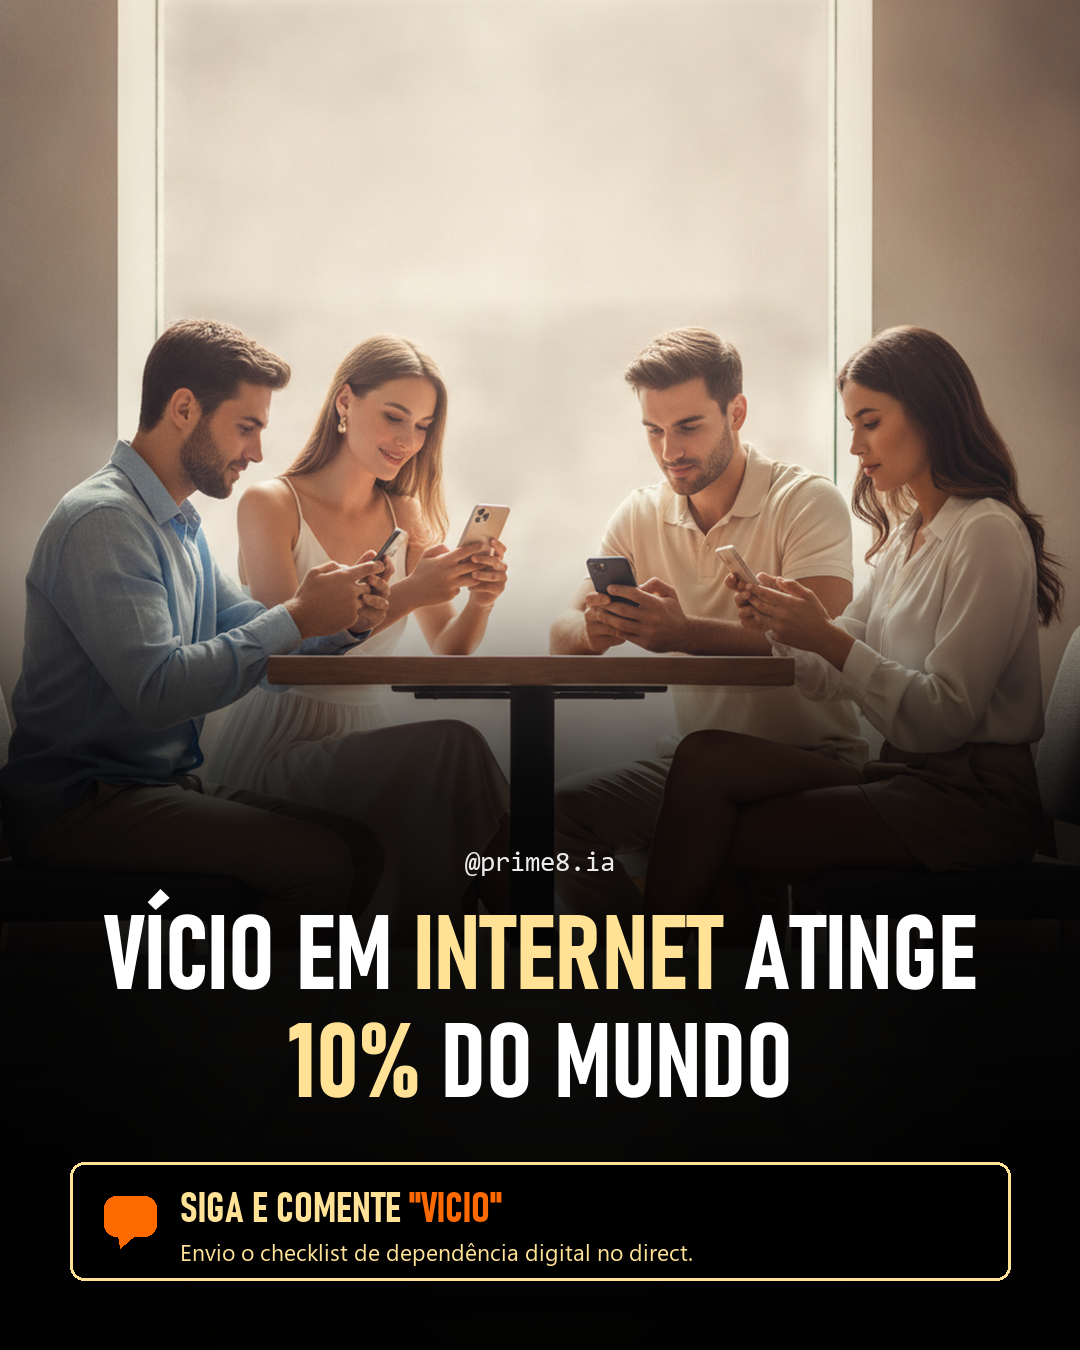 @prime8.ia
VÍCIO EM INTERNET ATINGE
10% DO MUNDO
SIGA E COMENTE "VICIO"
Envio o checklist de dependência digital no direct.